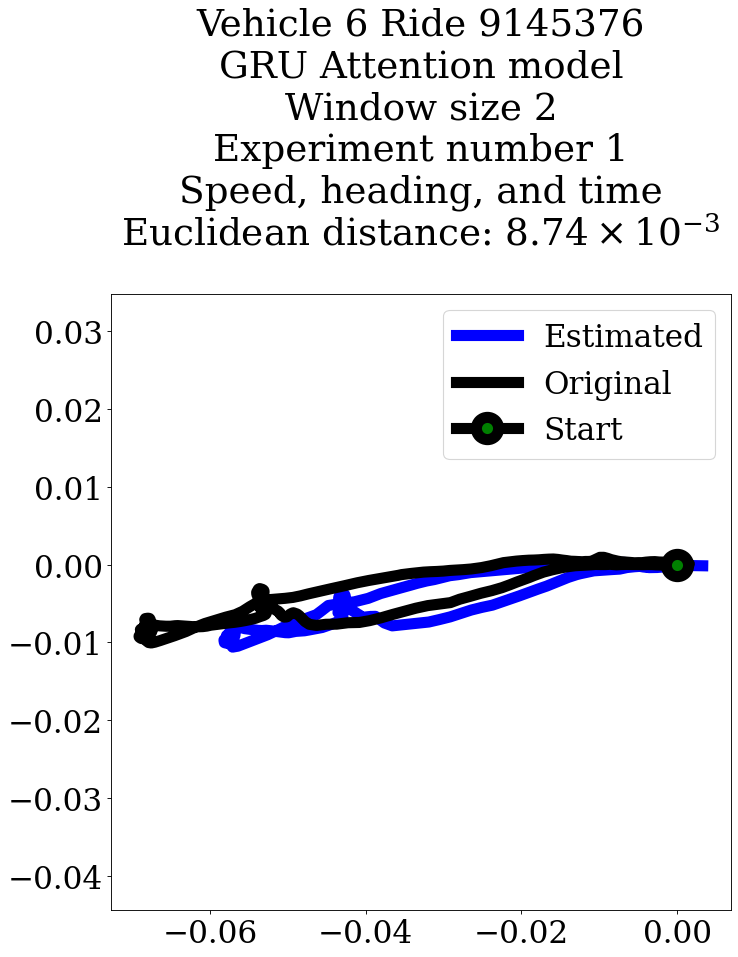 Vehicle 6 Ride 9145376
GRU Attention model
Window size 2
Experiment number 1
Speed, heading, and time
Euclidean distance: 8.74 × 10⁻³
Estimated
Original
Start
0.03
0.02
0.01
0.00
−0.01
−0.02
−0.03
−0.04
−0.06 −0.04 −0.02 0.00